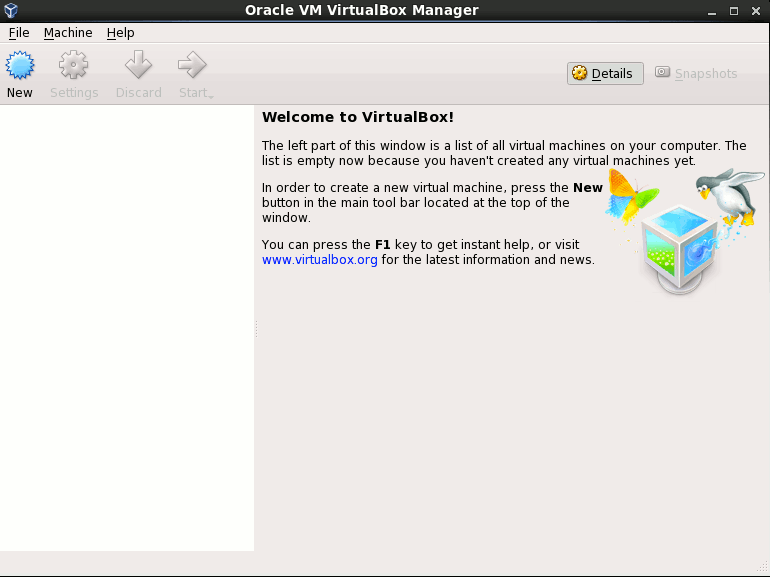 Oracle VM VirtualBox Manager
File Machine Help
New Settings Discard Start
Details Snapshots
Welcome to VirtualBox!
The left part of this window is a list of all virtual machines on your computer. The
list is empty now because you haven't created any virtual machines yet.
In order to create a new virtual machine, press the New
button in the main tool bar located at the top of the
window.
You can press the F1 key to get instant help, or visit
www.virtualbox.org for the latest information and news.